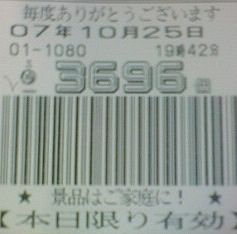 毎度ありがとうございます
07年10月25日
01-1080 19時42分
3696個
★ 景品はご家庭に! ★
【本日限り有効】